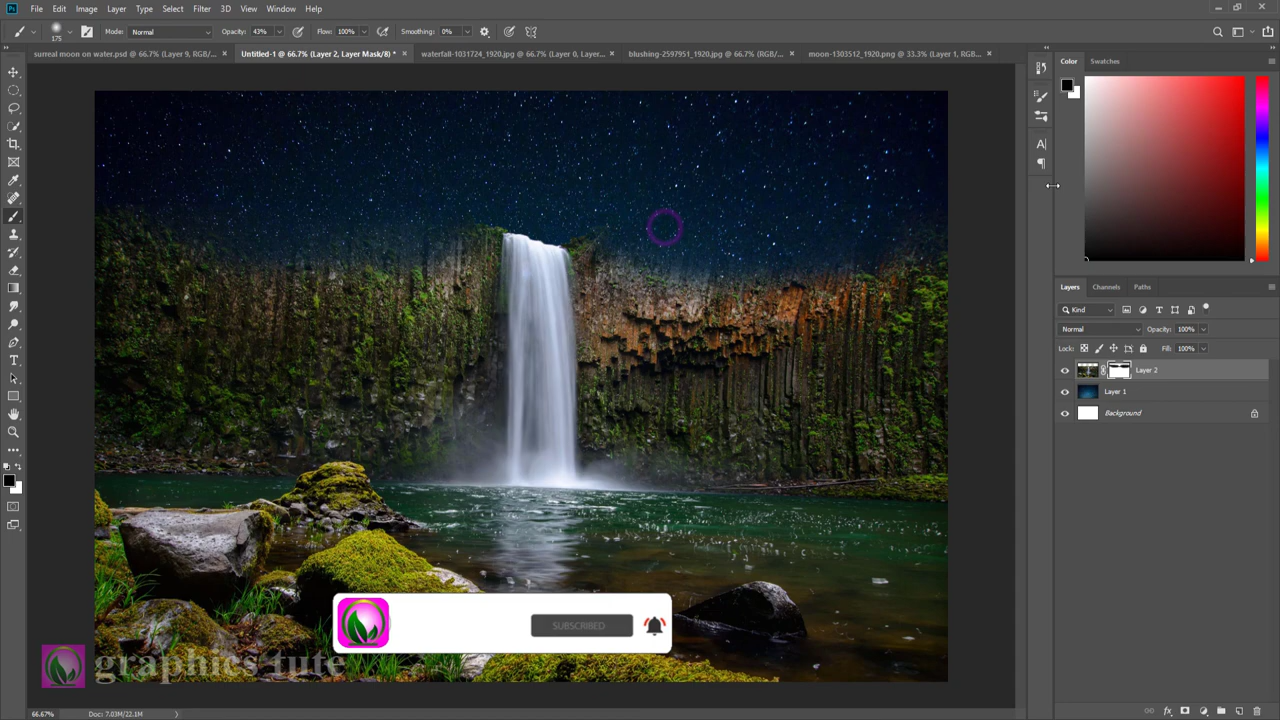 Ps File Edit Image Layer Type Select Filter 3D View Window Help
175 Mode: Normal Opacity: 43% Flow: 100% Smoothing: 0%
surreal moon on water.psd @ 66.7% (Layer 9, RGB/... × Untitled-1 @ 66.7% (Layer 2, Layer Mask/8) * × waterfall-1031724_1920.jpg @ 66.7% (Layer 0, Layer... × blushing-2597951_1920.jpg @ 66.7% (RGB/... × moon-1303512_1920.png @ 33.3% (Layer 1, RGB... ×
Color Swatches
Layers Channels Paths
Kind
Normal Opacity: 100%
Lock: Fill: 100%
Layer 2
Layer 1
Background
SUBSCRIBED
graphics tute
66.67% Doc: 7.03M/22.1M